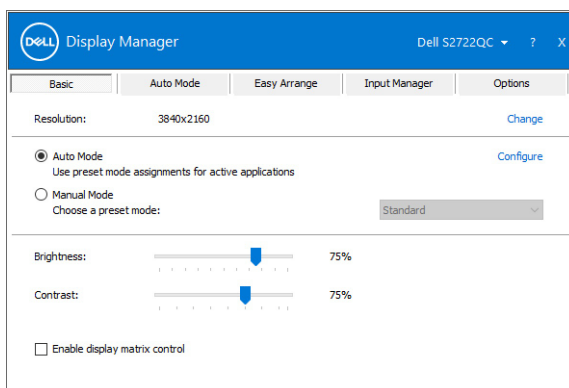 DELL Display Manager Dell S2722QC ? X
Basic Auto Mode Easy Arrange Input Manager Options
Resolution: 3840x2160 Change
Auto Mode Configure
Use preset mode assignments for active applications
Manual Mode
Choose a preset mode: Standard
Brightness: 75%
Contrast: 75%
Enable display matrix control